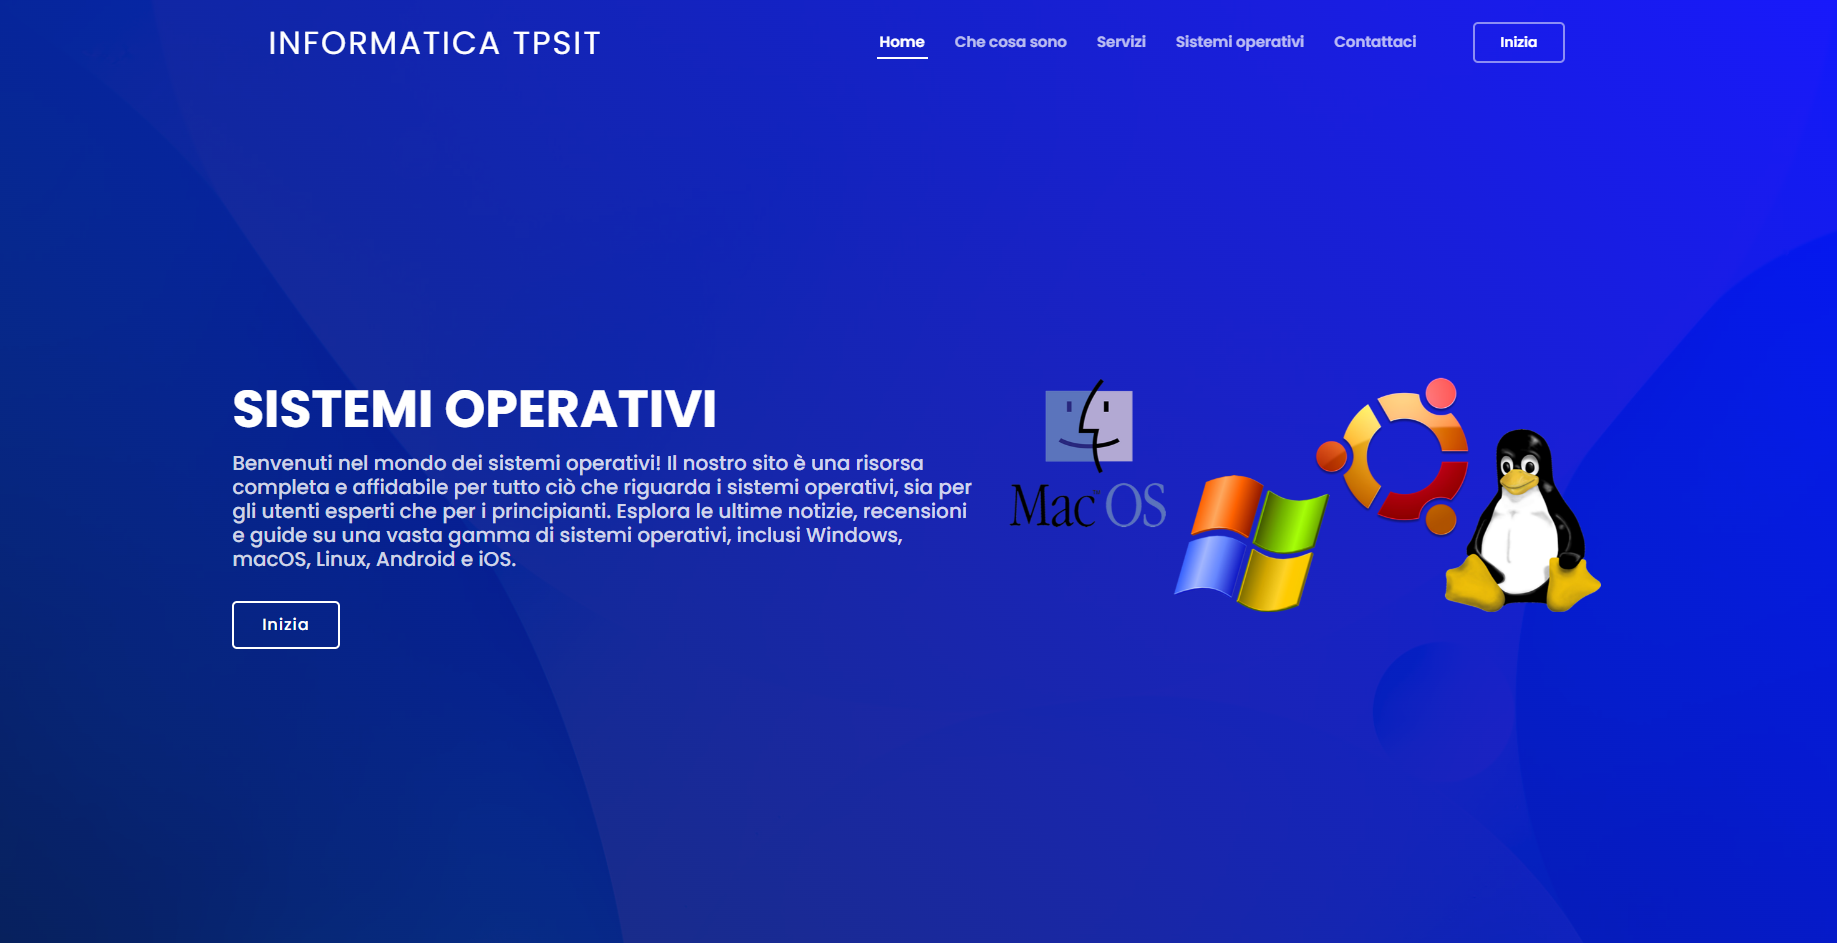 INFORMATICA TPSIT
Home Che cosa sono Servizi Sistemi operativi Contattaci Inizia
SISTEMI OPERATIVI
Benvenuti nel mondo dei sistemi operativi! Il nostro sito è una risorsa
completa e affidabile per tutto ciò che riguarda i sistemi operativi, sia per
gli utenti esperti che per i principianti. Esplora le ultime notizie, recensioni
e guide su una vasta gamma di sistemi operativi, inclusi Windows,
macOS, Linux, Android e iOS.
Inizia
Mac™OS